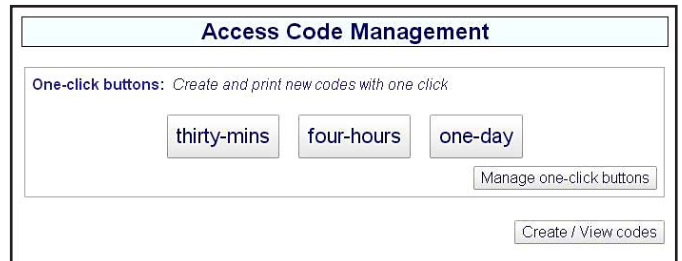 Access Code Management
One-click buttons: Create and print new codes with one click
thirty-mins four-hours one-day
Manage one-click buttons
Create / View codes